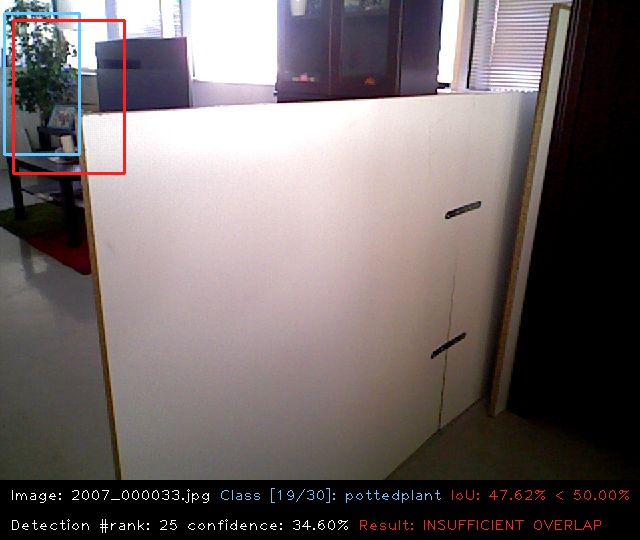 Image: 2007_000033.jpg Class [19/30]: pottedplant IoU: 47.62% < 50.00%
Detection #rank: 25 confidence: 34.60% Result: INSUFFICIENT OVERLAP